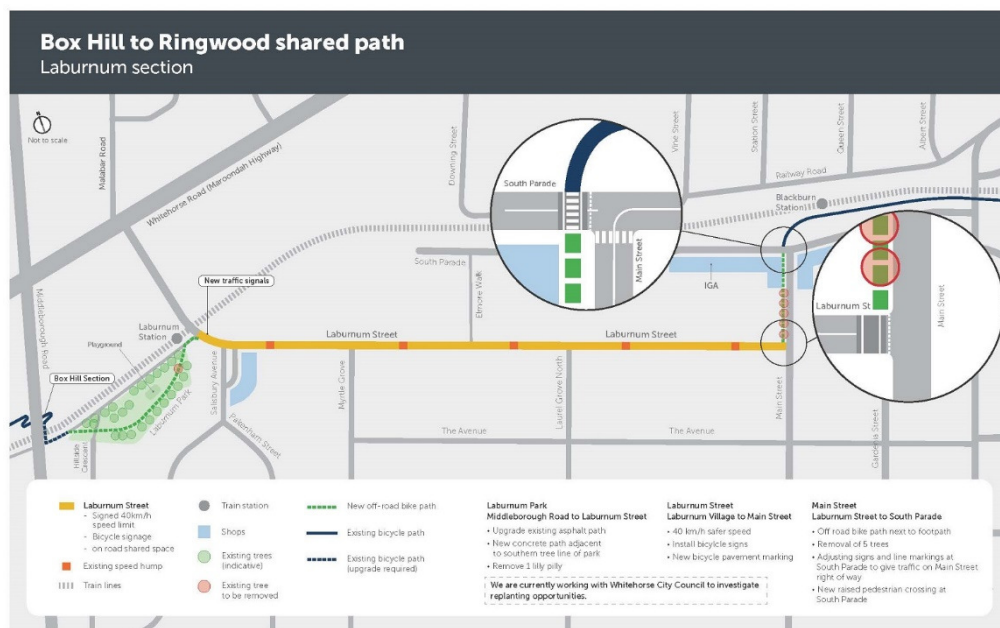 Box Hill to Ringwood shared path
Laburnum section
Not to scale
Malabar Road
Whitehorse Road (Maroondah Highway)
Downing Street
Vine Street
Station Street
Queen Street
Albert Street
Railway Road
Blackburn
Station
South Parade
Main Street
South Parade
Elmore Walk
IGA
Laburnum St
Main Street
New traffic signals
Middleborough Road
Laburnum
Station
Laburnum Street
Laburnum Street
Playground
Box Hill Section
Laburnum Park
Salisbury Avenue
Myrtle Grove
Laurel Grove North
Main Street
Pakenham Street
Hillside
Crescent
The Avenue
The Avenue
Gardenia Street
Laburnum Street
- Signed 40km/h
speed limit
- Bicycle signage
- on road shared space
Existing speed hump
Train lines
Train station
Shops
Existing trees
(indicative)
Existing tree
to be removed
New off-road bike path
Existing bicycle path
Existing bicycle path
(upgrade required)
Laburnum Park
Middleborough Road to Laburnum Street
• Upgrade existing asphalt path
• New concrete path adjacent
to southern tree line of park
• Remove 1 lilly pilly
We are currently working with Whitehorse City Council to investigate
replanting opportunities.
Laburnum Street
Laburnum Village to Main Street
• 40 km/h safer speed
• Install bicylcle signs
• New bicycle pavement marking
Main Street
Laburnum Street to South Parade
• Off road bike path next to footpath
• Removal of 5 trees
• Adjusting signs and line markings at
South Parade to give traffic on Main Street
right of way
• New raised pedestrian crossing at
South Parade